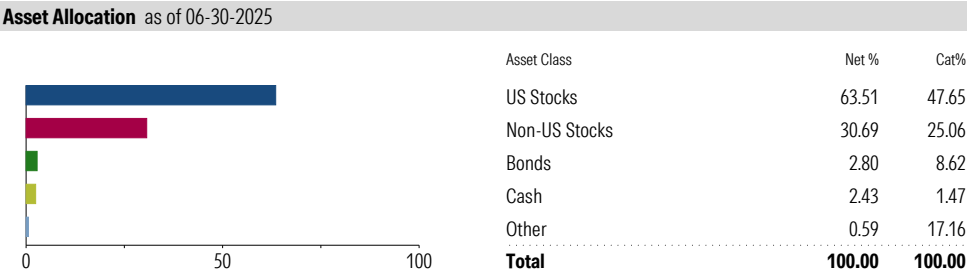 Asset Allocation as of 06-30-2025
Asset Class Net % Cat%
US Stocks 63.51 47.65
Non-US Stocks 30.69 25.06
Bonds 2.80 8.62
Cash 2.43 1.47
Other 0.59 17.16
Total 100.00 100.00
0 50 100